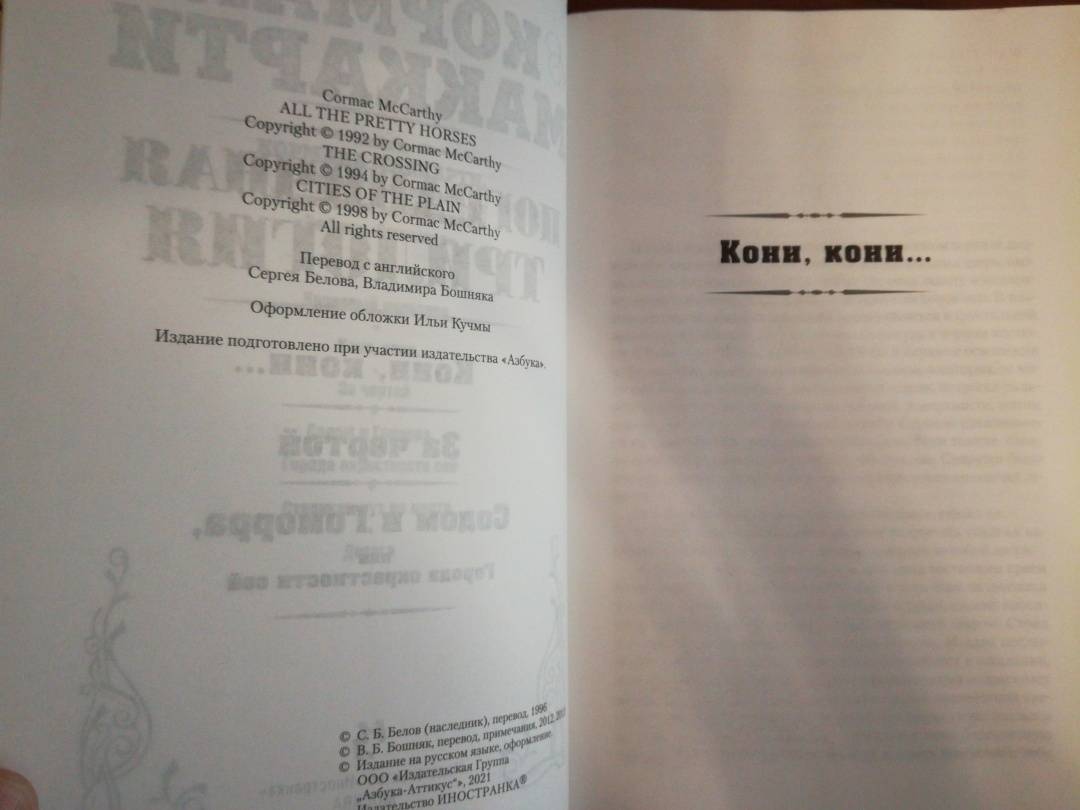 Cormac McCarthy
ALL THE PRETTY HORSES
Copyright © 1992 by Cormac McCarthy
THE CROSSING
Copyright © 1994 by Cormac McCarthy
CITIES OF THE PLAIN
Copyright © 1998 by Cormac McCarthy
All rights reserved
Перевод с английского
Сергея Белова, Владимира Бошняка
Оформление обложки Ильи Кучмы
Издание подготовлено при участии издательства «Азбука».
© С. Б. Белов (наследник), перевод, 1996
© В. Б. Бошняк, перевод, примечания, 2012,
© Издание на русском языке, оформление
ООО «Издательская Группа
„Азбука-Аттикус“», 2021
Издательство ИНОСТРАНКА®
Кони, кони...